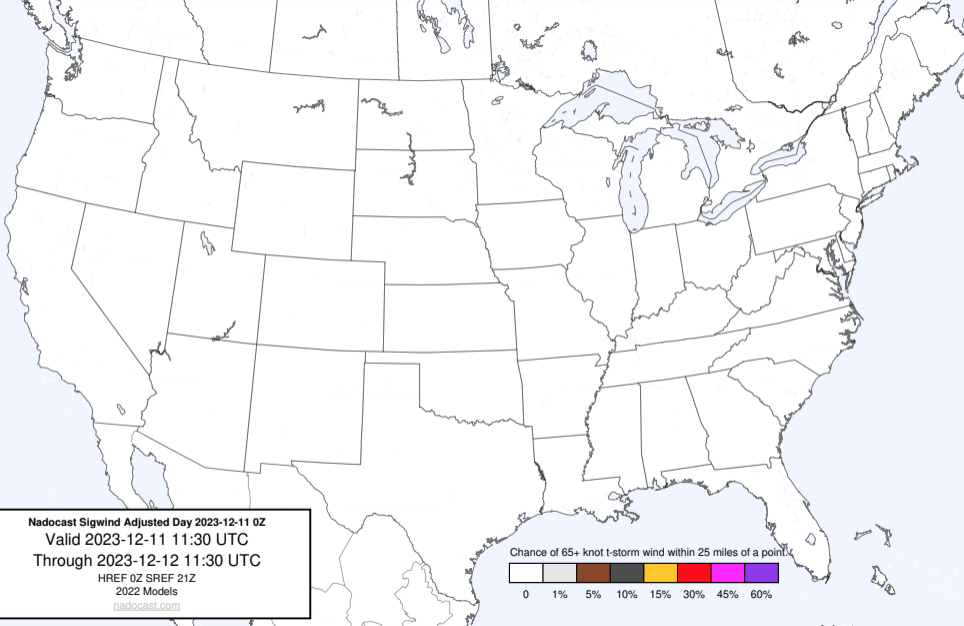 Nadocast Sigwind Adjusted Day 2023-12-11 0Z
Valid 2023-12-11 11:30 UTC
Through 2023-12-12 11:30 UTC
HREF 0Z SREF 21Z
2022 Models
nadocast.com
Chance of 65+ knot t-storm wind within 25 miles of a point.
0 1% 5% 10% 15% 30% 45% 60%